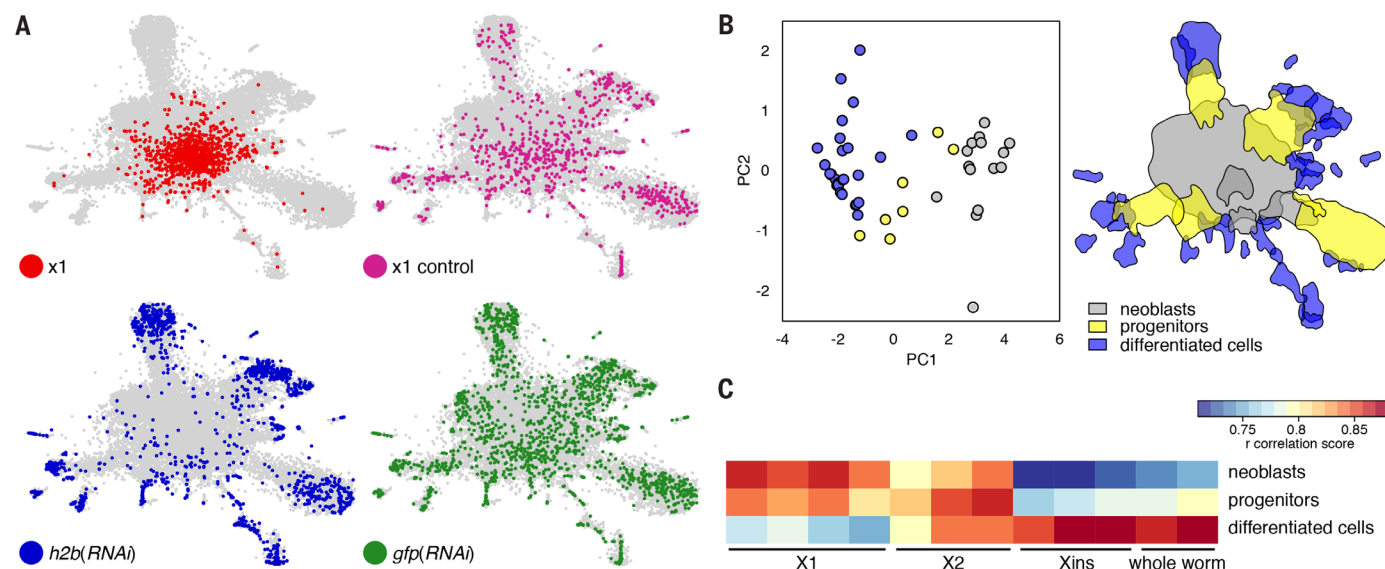 A
x1
x1 control
h2b(RNAi)
gfp(RNAi)
B
PC2
2
1
0
-1
-2
-4
-2
0
2
4
6
PC1
neoblasts
progenitors
differentiated cells
C
0.75
0.8
0.85
r correlation score
neoblasts
progenitors
differentiated cells
X1
X2
Xins
whole worm